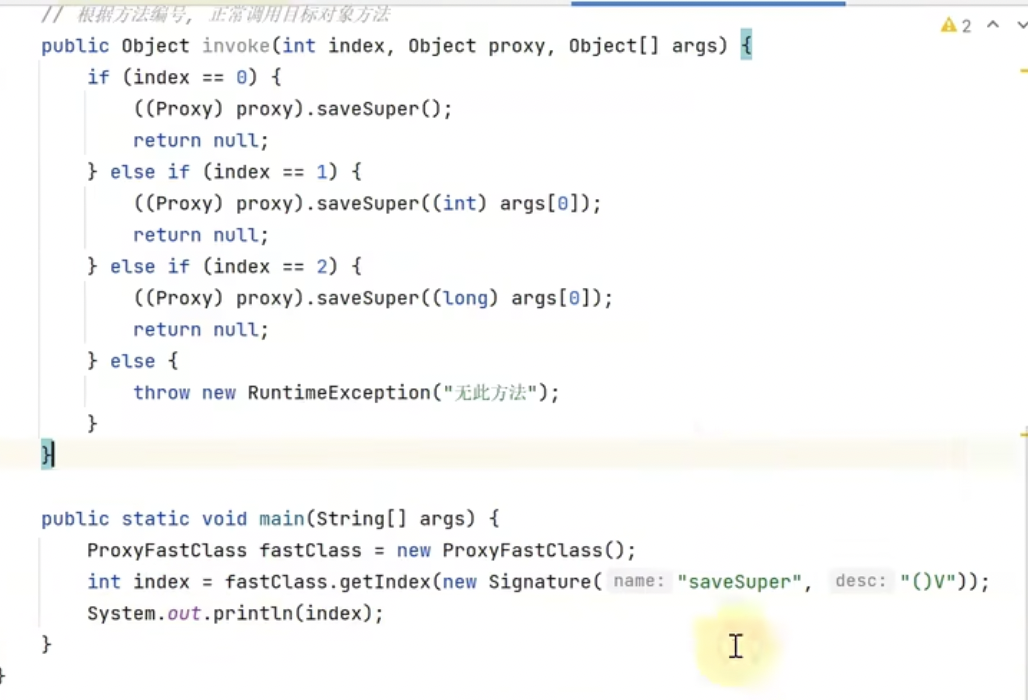 // 根据方法编号, 正常调用目标对象方法
2
public Object invoke(int index, Object proxy, Object[] args) {
if (index == 0) {
((Proxy) proxy).saveSuper();
return null;
} else if (index == 1) {
((Proxy) proxy).saveSuper((int) args[0]);
return null;
} else if (index == 2) {
((Proxy) proxy).saveSuper((long) args[0]);
return null;
} else {
throw new RuntimeException("无此方法");
}
}
public static void main(String[] args) {
ProxyFastClass fastClass = new ProxyFastClass();
int index = fastClass.getIndex(new Signature( name: "saveSuper", desc: "()V"));
System.out.println(index);
}
}